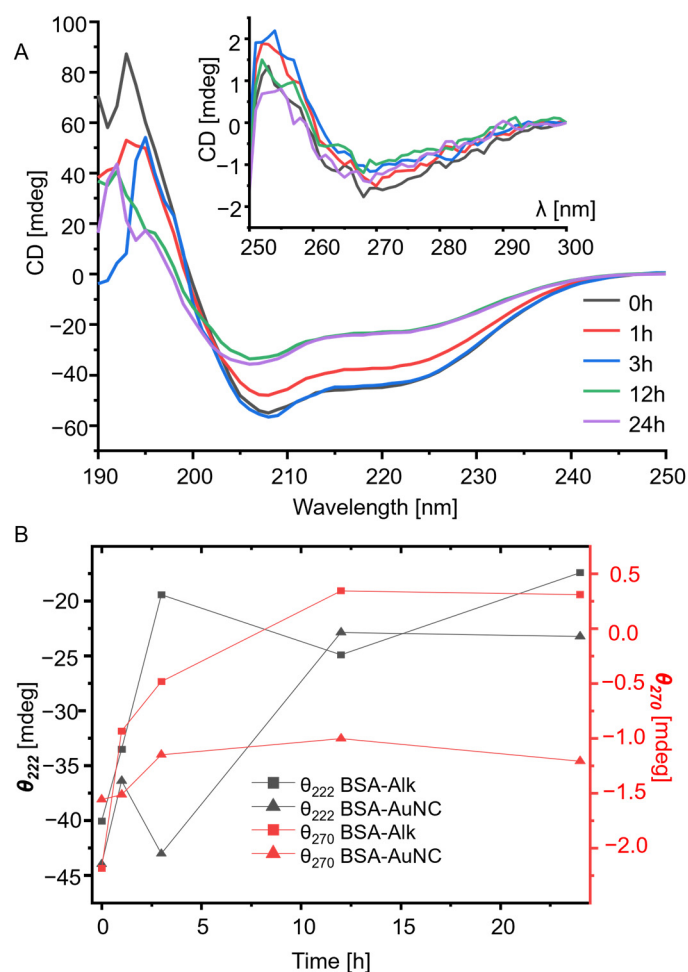 A
CD [mdeg]
100
80
60
40
20
0
−20
−40
−60
190
200
210
220
230
240
250
Wavelength [nm]
CD [mdeg]
2
1
0
−1
−2
λ [nm]
250
260
270
280
290
300
0h
1h
3h
12h
24h
B
θ222 [mdeg]
−20
−25
−30
−35
−40
−45
0.5
0.0
−0.5
−1.0
−1.5
−2.0
θ270 [mdeg]
θ222 BSA-Alk
θ222 BSA-AuNC
θ270 BSA-Alk
θ270 BSA-AuNC
0
5
10
15
20
Time [h]